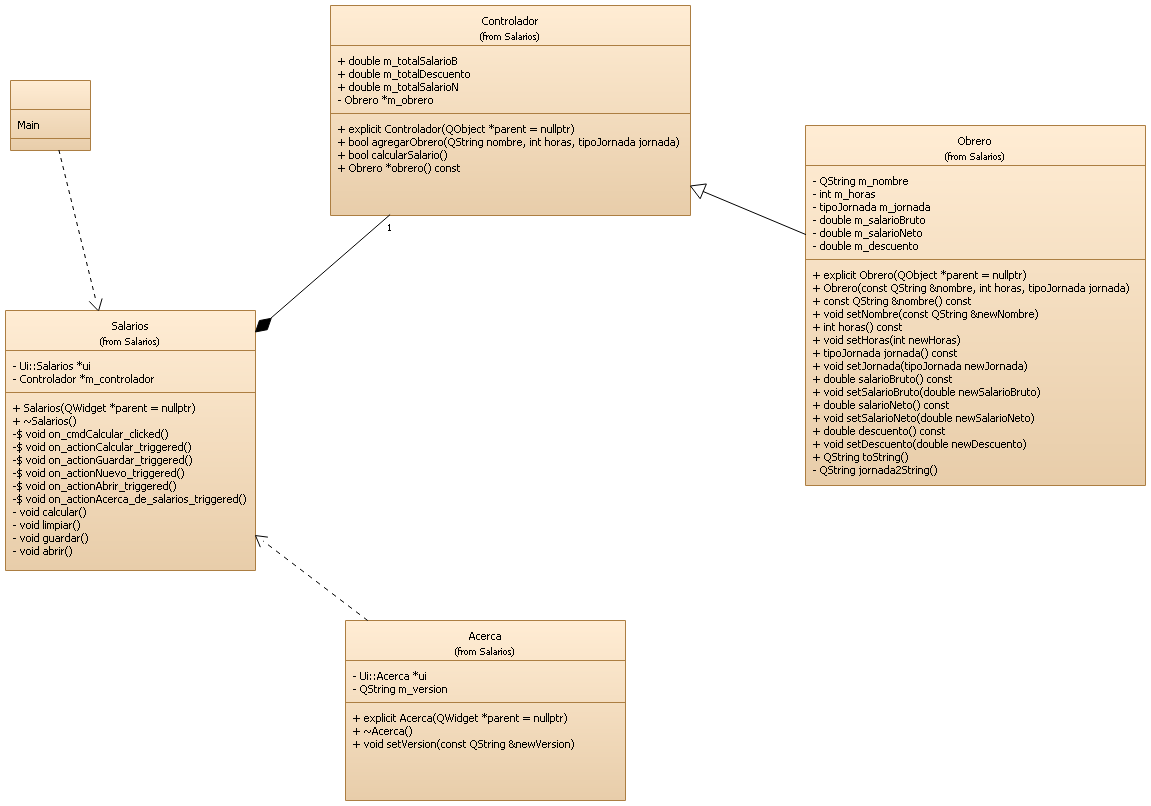 Controlador
(from Salarios)
+ double m_totalSalarioB
+ double m_totalDescuento
+ double m_totalSalarioN
- Obrero *m_obrero
+ explicit Controlador(QObject *parent = nullptr)
+ bool agregarObrero(QString nombre, int horas, tipoJornada jornada)
+ bool calcularSalario()
+ Obrero *obrero() const
Main
Obrero
(from Salarios)
- QString m_nombre
- int m_horas
- tipoJornada m_jornada
- double m_salarioBruto
- double m_salarioNeto
- double m_descuento
+ explicit Obrero(QObject *parent = nullptr)
+ Obrero(const QString &nombre, int horas, tipoJornada jornada)
+ const QString &nombre() const
+ void setNombre(const QString &newNombre)
+ int horas() const
+ void setHoras(int newHoras)
+ tipoJornada jornada() const
+ void setJornada(tipoJornada newJornada)
+ double salarioBruto() const
+ void setSalarioBruto(double newSalarioBruto)
+ double salarioNeto() const
+ void setSalarioNeto(double newSalarioNeto)
+ double descuento() const
+ void setDescuento(double newDescuento)
+ QString toString()
- QString jornada2String()
1
Salarios
(from Salarios)
- Ui::Salarios *ui
- Controlador *m_controlador
+ Salarios(QWidget *parent = nullptr)
+ ~Salarios()
-$ void on_cmdCalcular_clicked()
-$ void on_actionCalcular_triggered()
-$ void on_actionGuardar_triggered()
-$ void on_actionNuevo_triggered()
-$ void on_actionAbrir_triggered()
-$ void on_actionAcerca_de_salarios_triggered()
- void calcular()
- void limpiar()
- void guardar()
- void abrir()
Acerca
(from Salarios)
- Ui::Acerca *ui
- QString m_version
+ explicit Acerca(QWidget *parent = nullptr)
+ ~Acerca()
+ void setVersion(const QString &newVersion)